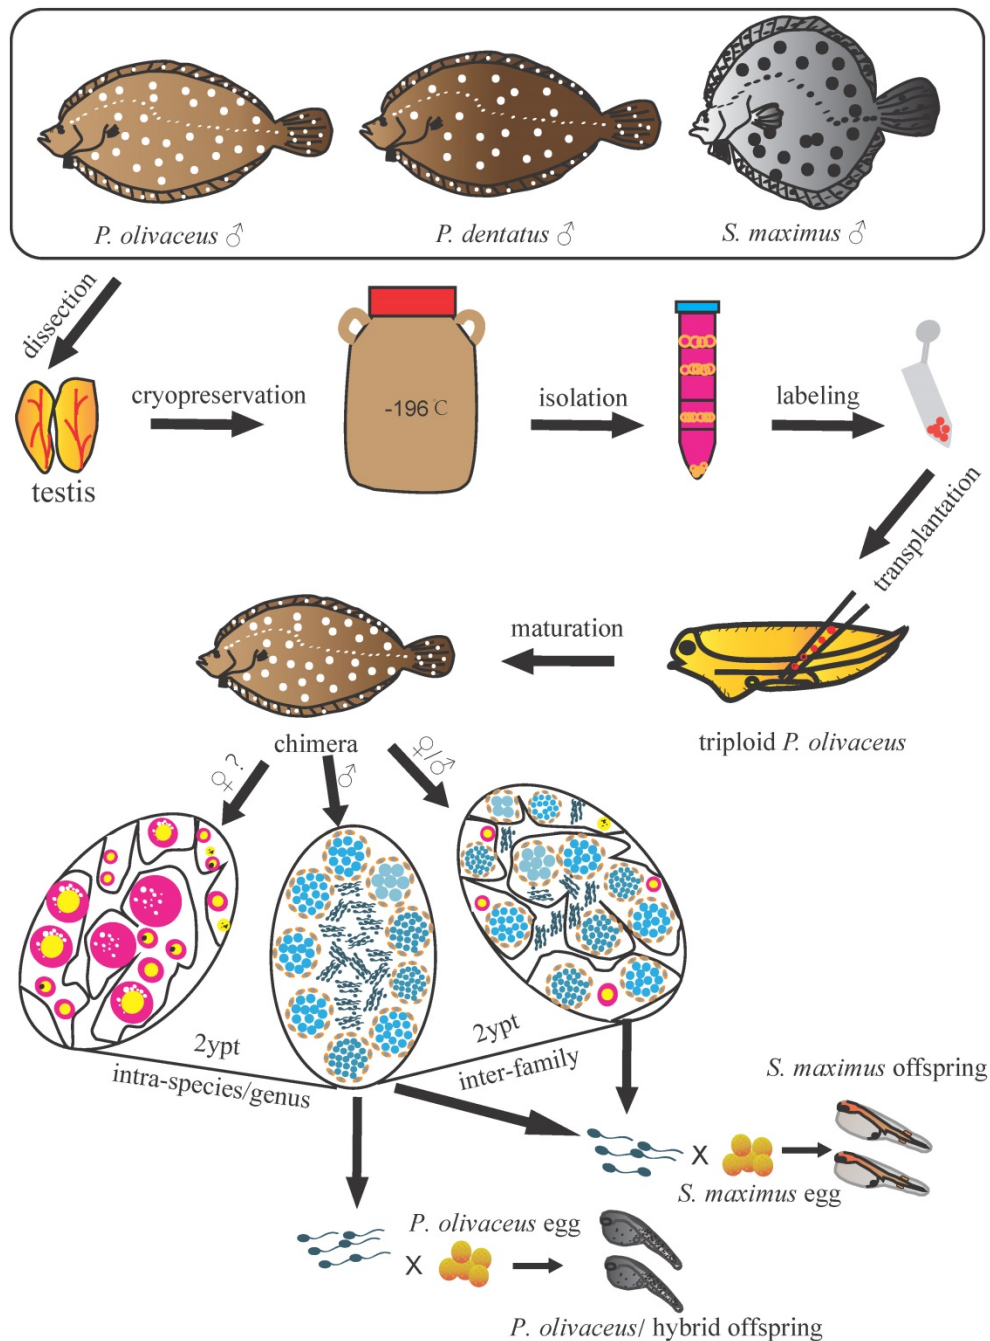 P. olivaceus ♂
P. dentatus ♂
S. maximus ♂
dissection
cryopreservation
-196℃
isolation
labeling
testis
transplantation
maturation
triploid P. olivaceus
chimera
♀ ?
♂
♀/♂
2ypt
intra-species/genus
2ypt
inter-family
S. maximus offspring
X
S. maximus egg
P. olivaceus egg
X
P. olivaceus/ hybrid offspring